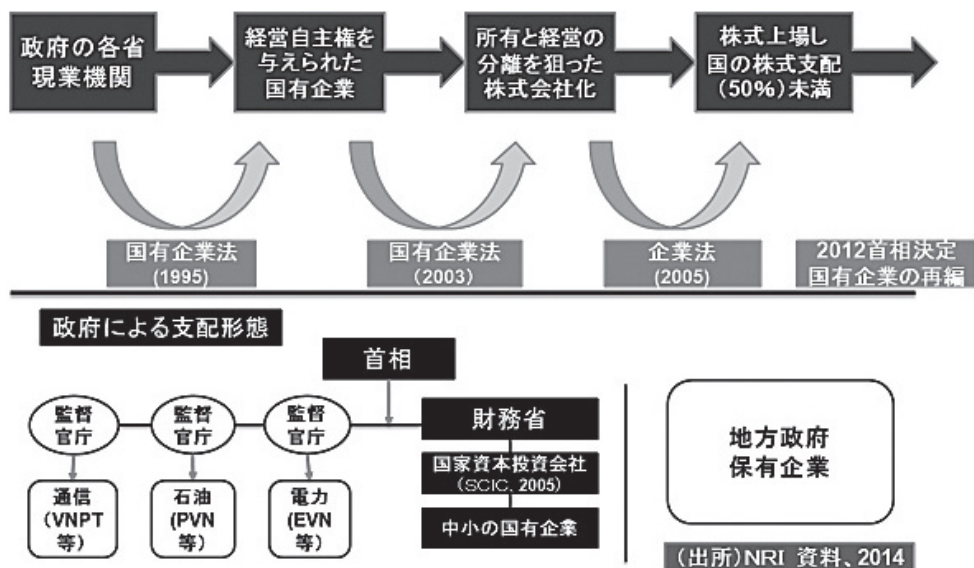 政府の各省
現業機関
経営自主権を
与えられた
国有企業
所有と経営の
分離を狙った
株式会社化
株式上場し
国の株式支配
(50%)未満
国有企業法
(1995)
国有企業法
(2003)
企業法
(2005)
2012首相決定
国有企業の再編
政府による支配形態
首相
監督
官庁
監督
官庁
監督
官庁
財務省
国家資本投資会社
(SCIC, 2005)
中小の国有企業
通信
(VNPT
等)
石油
(PVN
等)
電力
(EVN
等)
地方政府
保有企業
(出所)NRI 資料、2014